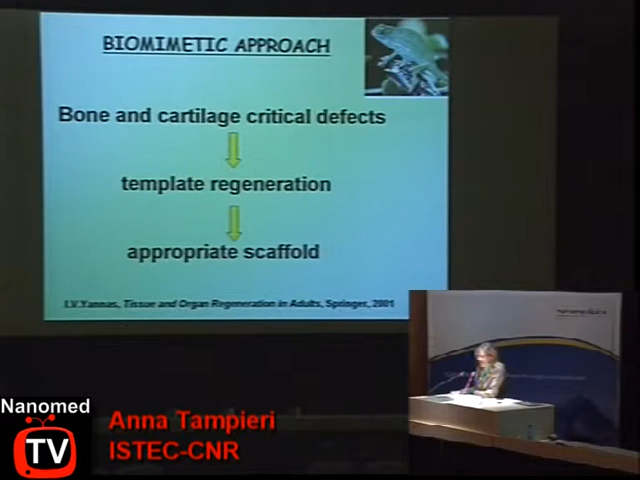 BIOMIMETIC APPROACH
Bone and cartilage critical defects
template regeneration
appropriate scaffold
I.V.Yannas, Tissue and Organ Regeneration in Adults, Springer, 2001
Nanomed
TV
Anna Tampieri
ISTEC-CNR